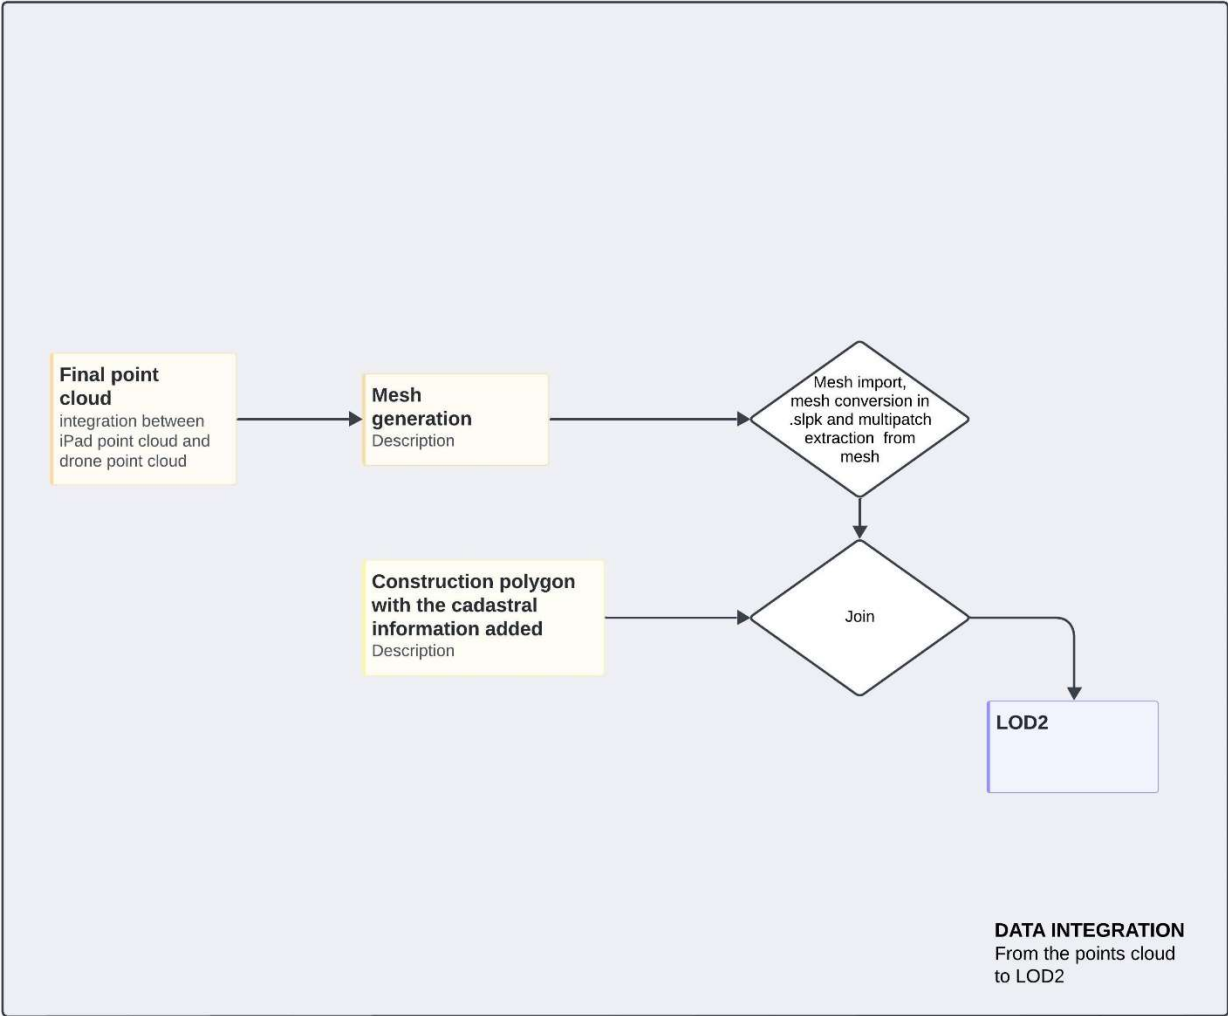 Final point
cloud
integration between
iPad point cloud and
drone point cloud
Mesh
generation
Description
Mesh import,
mesh conversion in
.slpk and multipatch
extraction from
mesh
Construction polygon
with the cadastral
information added
Description
Join
LOD2
DATA INTEGRATION
From the points cloud
to LOD2